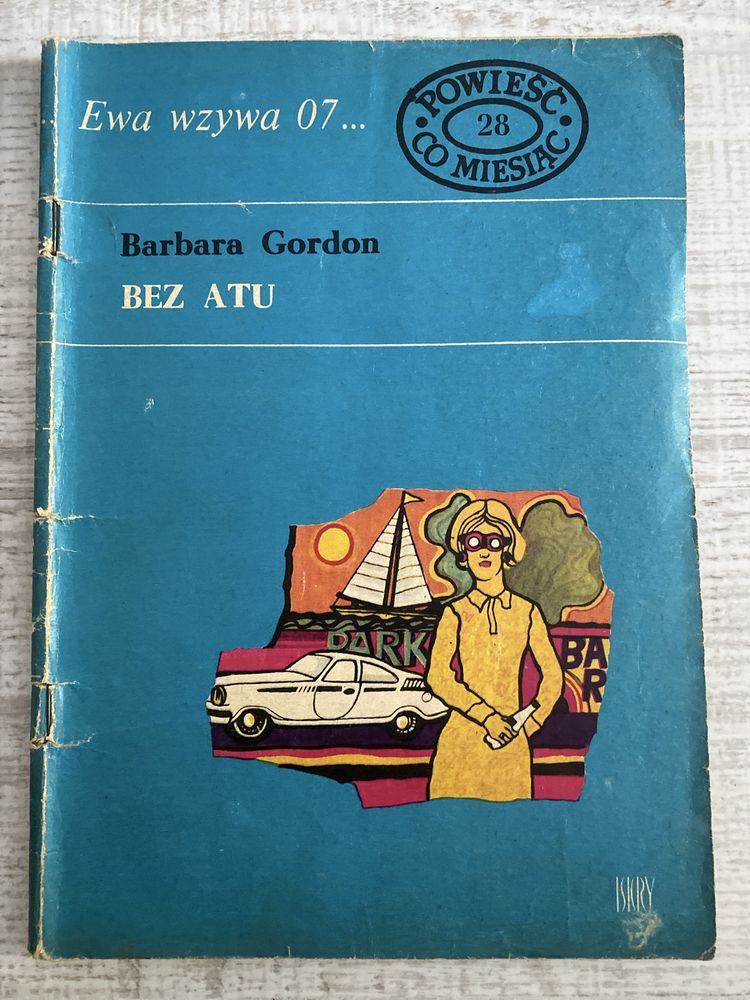 Ewa wzywa 07...
POWIEŚĆ
28
CO MIESIĄC
Barbara Gordon
BEZ ATU
PARK
BA
R
ISKRY